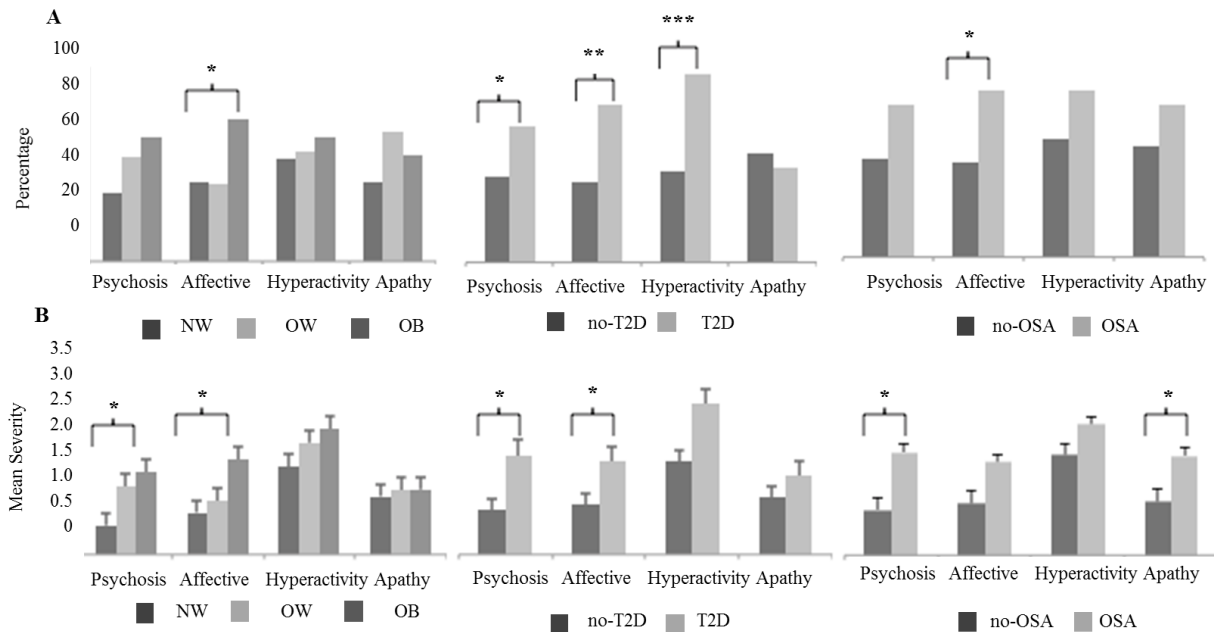 A
Percentage
100
80
60
40
20
0
*
*
**
***
*
Psychosis Affective Hyperactivity Apathy
Psychosis Affective Hyperactivity Apathy
Psychosis Affective Hyperactivity Apathy
NW OW OB
no-T2D T2D
no-OSA OSA
B
Mean Severity
3.5
3.0
2.5
2.0
1.5
1.0
0.5
0
*
*
*
*
*
*
Psychosis Affective Hyperactivity Apathy
Psychosis Affective Hyperactivity Apathy
Psychosis Affective Hyperactivity Apathy
NW OW OB
no-T2D T2D
no-OSA OSA